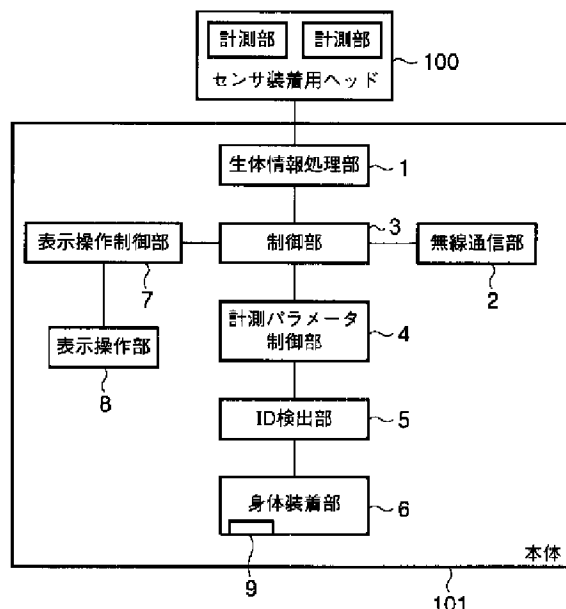 計測部 計測部
センサ装着用ヘッド
100
生体情報処理部
1
表示操作制御部
7
制御部
3
無線通信部
2
表示操作部
8
計測パラメータ
制御部
4
ID検出部
5
身体装着部
6
9
本体
101